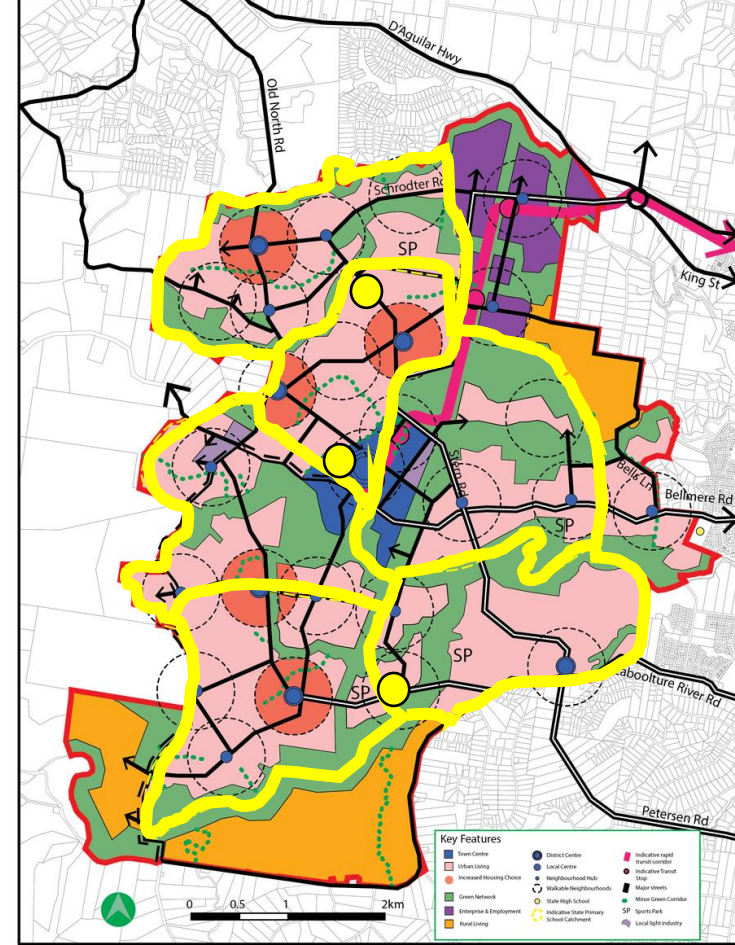 D'Aguilar Hwy
Old North Rd
Schrodter Rd
SP
King St
Stern Rd
Bells Ln
Bellmere Rd
SP
SP
SP
Caboolture River Rd
Petersen Rd
0 0.5 1 2km
Key Features
Town Centre
Urban Living
Increased Housing Choice
Green Network
Enterprise & Employment
Rural Living
District Centre
Local Centre
Neighbourhood Hub
Walkable Neighbourhoods
State High School
Indicative State Primary
School Catchment
Indicative rapid
transit corridor
Indicative Transit
Stop
Major streets
Minor Green Corridor
SP Sports Park
Local light industry